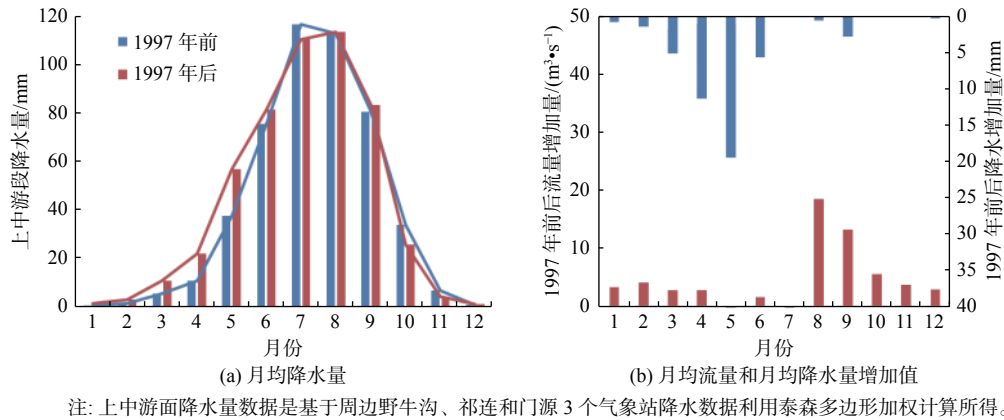 120
100
80
60
40
20
0
上中游段降水量/mm
1997 年前
1997 年后
1 2 3 4 5 6 7 8 9 10 11 12
月份
(a) 月均降水量
50
40
30
20
10
0
1997 年前后流量增加量/(m³•s⁻¹)
0
5
10
15
20
25
30
35
40
1997 年前后降水增加量/mm
1 2 3 4 5 6 7 8 9 10 11 12
月份
(b) 月均流量和月均降水量增加值
注: 上中游面降水量数据是基于周边野牛沟、祁连和门源 3 个气象站降水数据利用泰森多边形加权计算所得